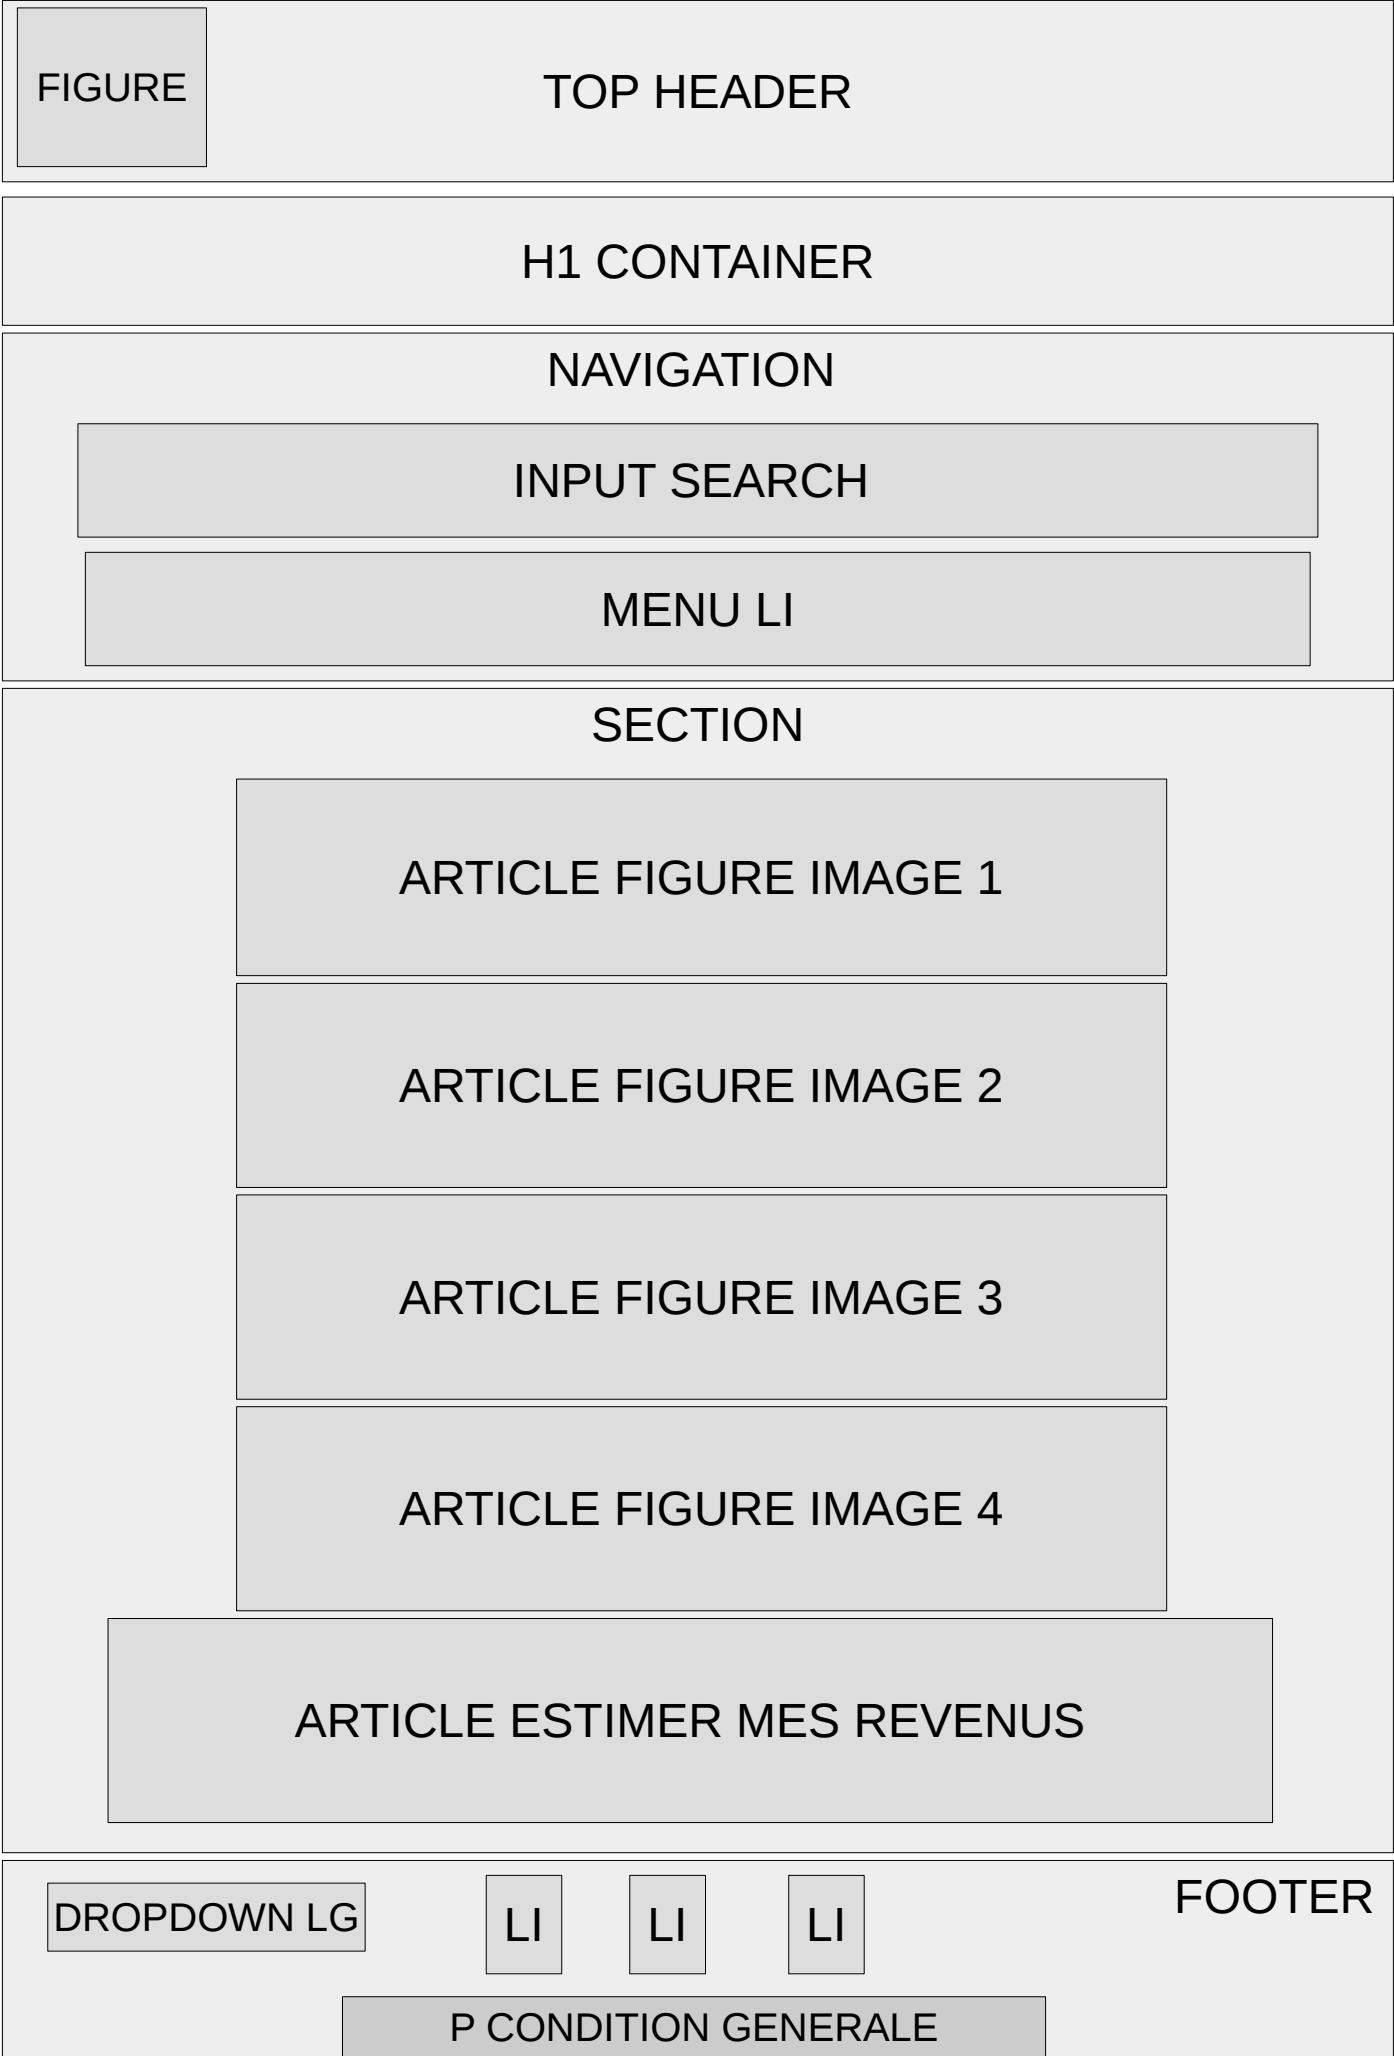 FIGURE
TOP HEADER
H1 CONTAINER
NAVIGATION
INPUT SEARCH
MENU LI
SECTION
ARTICLE FIGURE IMAGE 1
ARTICLE FIGURE IMAGE 2
ARTICLE FIGURE IMAGE 3
ARTICLE FIGURE IMAGE 4
ARTICLE ESTIMER MES REVENUS
FOOTER
DROPDOWN LG
LI
LI
LI
P CONDITION GENERALE